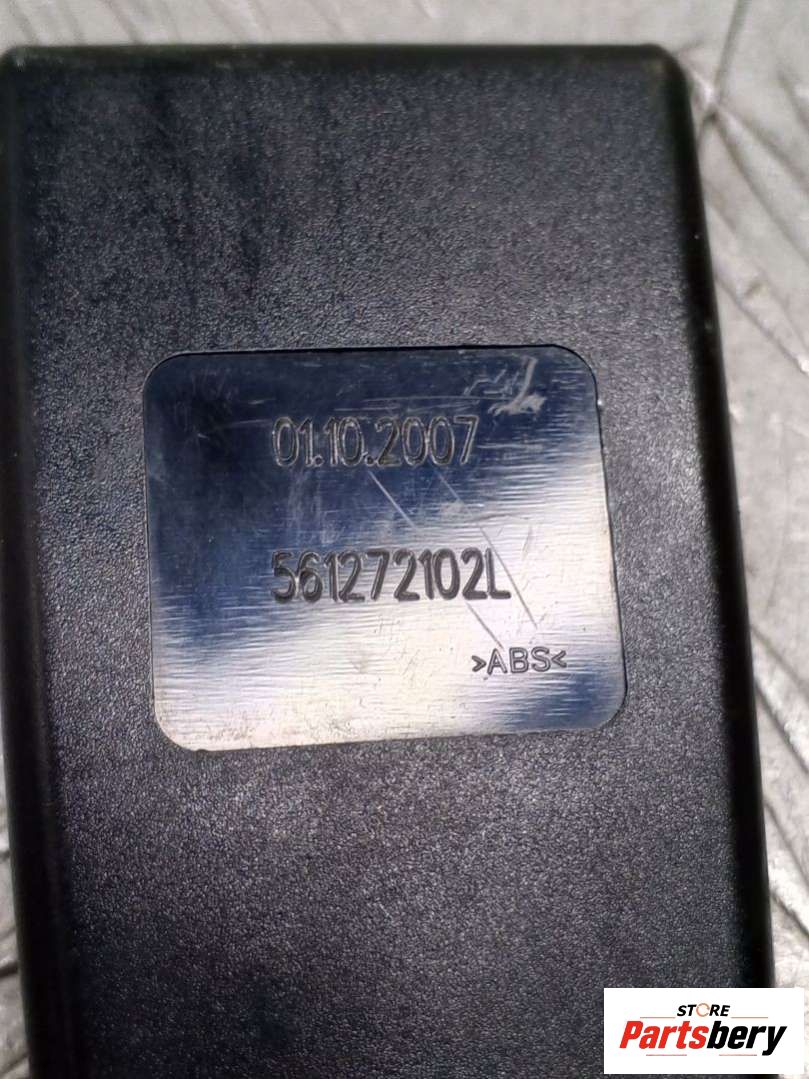 01.10.2007
561272102L
>ABS<
STORE
Partsbery